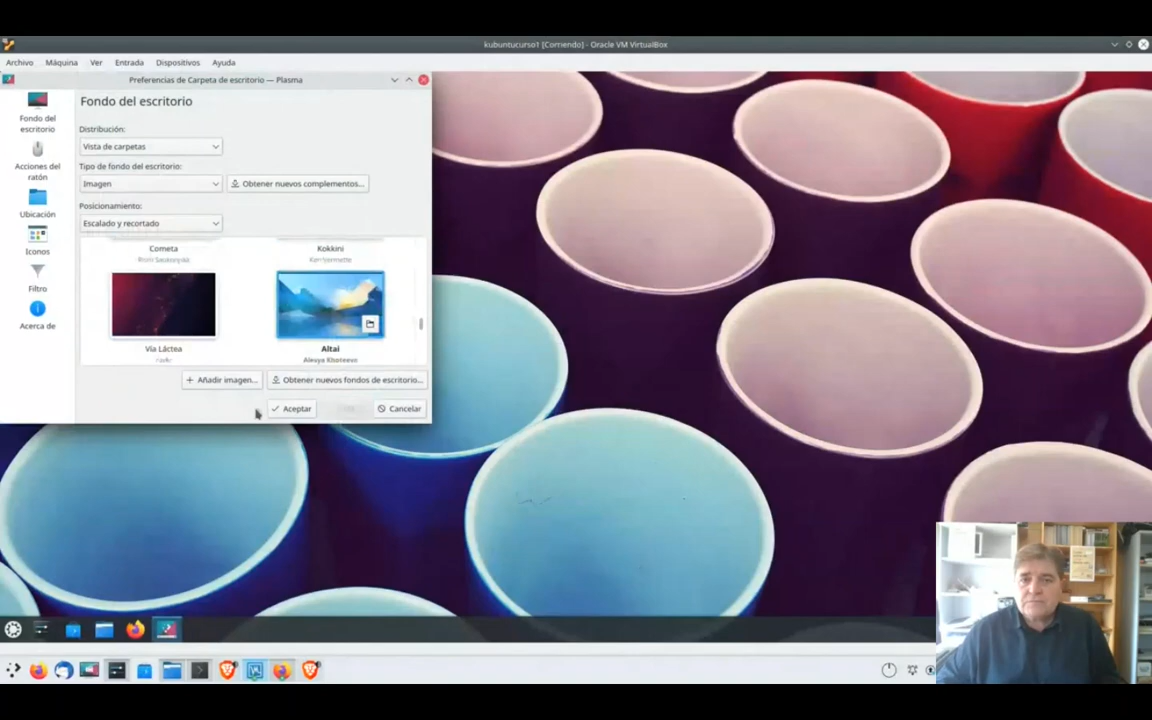 kubuntucurso1 [Corriendo] - Oracle VM VirtualBox
Archivo Máquina Ver Entrada Dispositivos Ayuda
Preferencias de Carpeta de escritorio — Plasma
Fondo del escritorio
Acciones del ratón
Ubicación
Iconos
Filtro
Acerca de
Fondo del escritorio
Distribución:
Vista de carpetas
Tipo de fondo del escritorio:
Imagen
Obtener nuevos complementos...
Posicionamiento:
Escalado y recortado
Cometa
Kokkini
Ken Vermette
Vía Láctea
Altai
Añadir imagen...
Obtener nuevos fondos de escritorio...
Aceptar
Cancelar